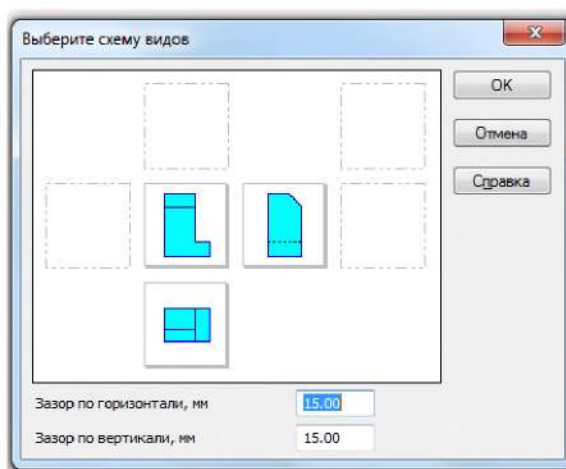 Выберите схему видов
OK
Отмена
Справка
Зазор по горизонтали, мм 15.00
Зазор по вертикали, мм 15.00